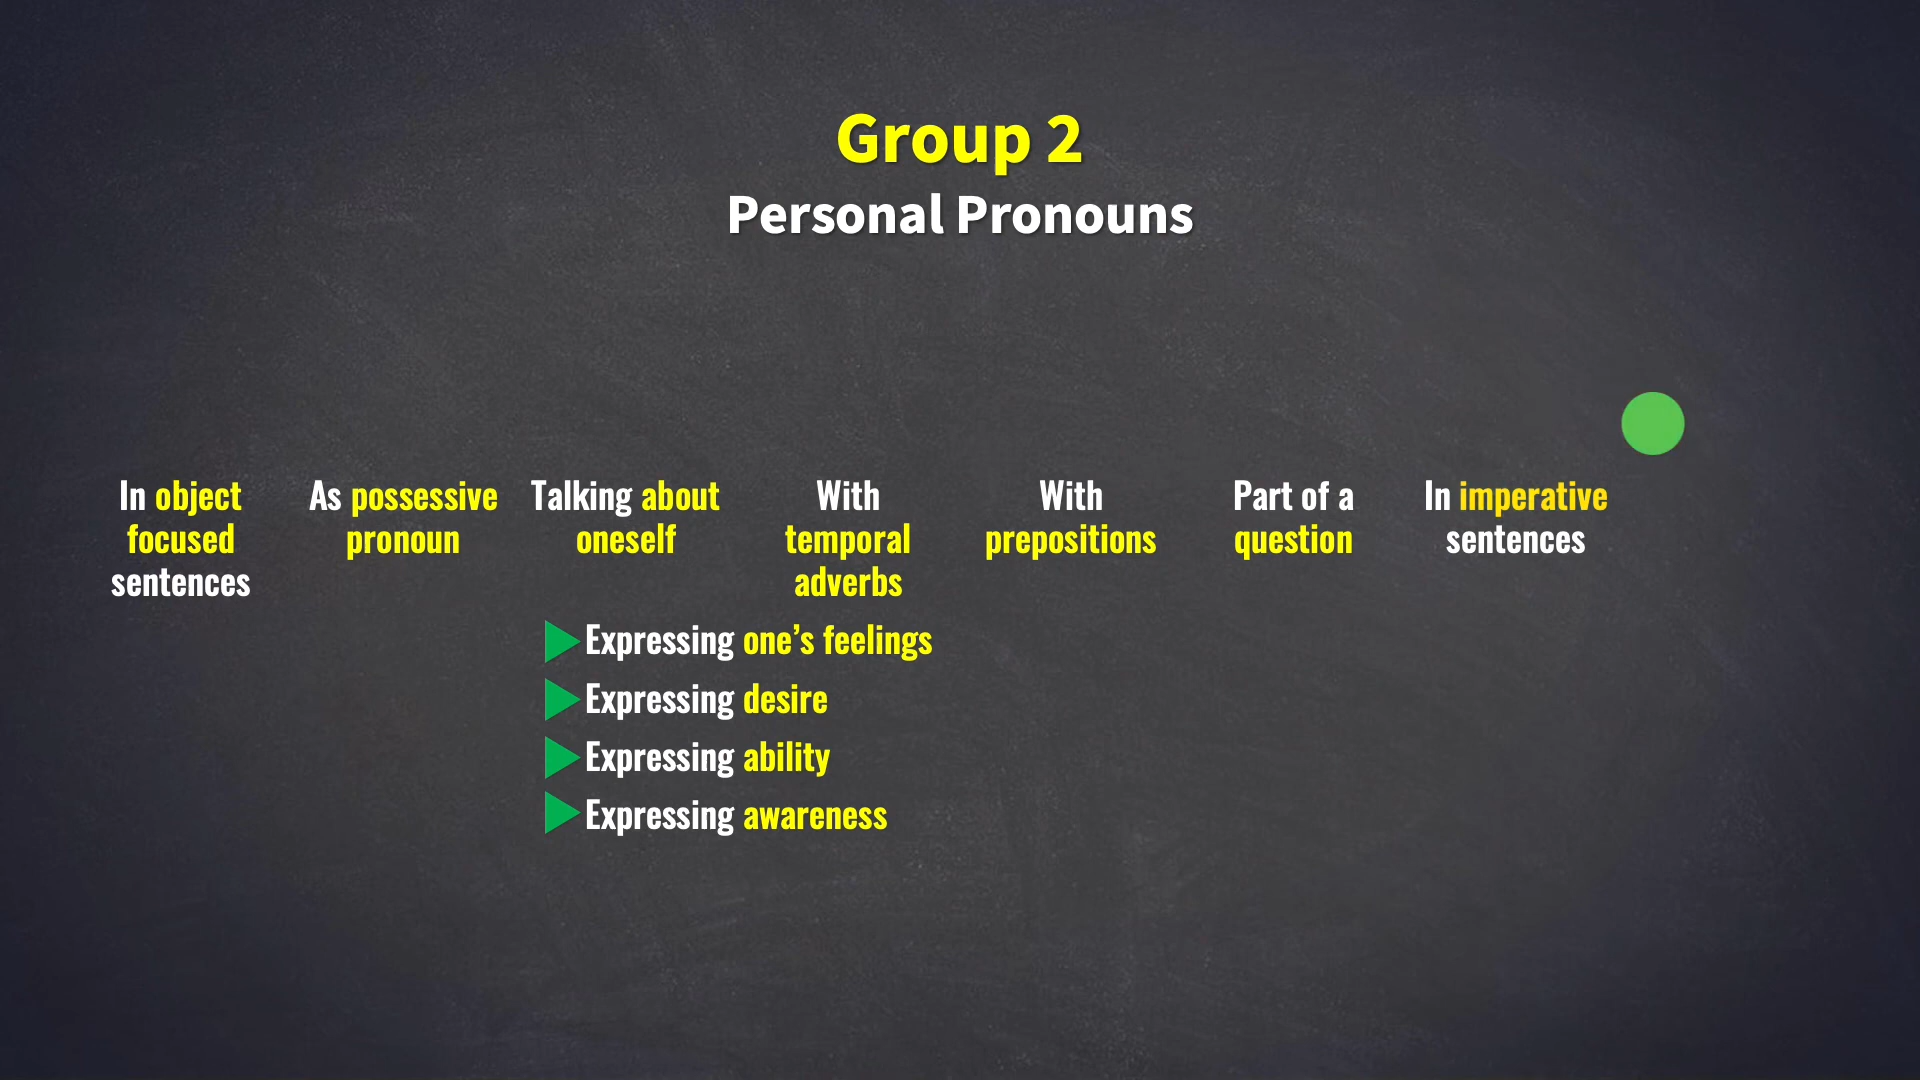 Group 2
Personal Pronouns
In object
focused
sentences
As possessive
pronoun
Talking about
oneself
With
temporal
adverbs
With
prepositions
Part of a
question
In imperative
sentences
Expressing one’s feelings
Expressing desire
Expressing ability
Expressing awareness